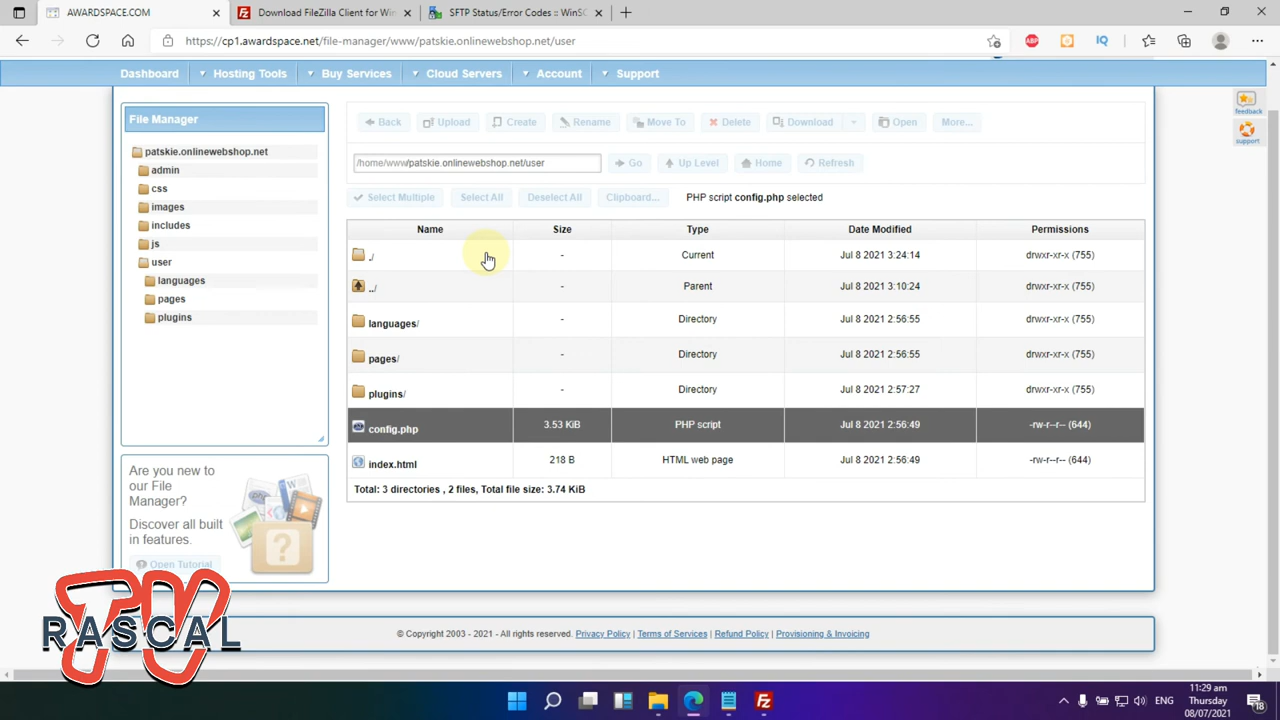 AWARDSPACE.COM
Download FileZilla Client for Win
SFTP Status/Error Codes :: WinSC
https://cp1.awardspace.net/file-manager/www/patskie.onlinewebshop.net/user
ABP
IQ
Dashboard Hosting Tools Buy Services Cloud Servers Account Support
feedback
support
File Manager
patskie.onlinewebshop.net
admin
css
images
includes
js
user
languages
pages
plugins
Back Upload Create Rename Move To Delete Download Open More...
/home/www/patskie.onlinewebshop.net/user Go Up Level Home Refresh
Select Multiple Select All Deselect All Clipboard... PHP script config.php selected
Name Size Type Date Modified Permissions
./ - Current Jul 8 2021 3:24:14 drwxr-xr-x (755)
../ - Parent Jul 8 2021 3:10:24 drwxr-xr-x (755)
languages/ - Directory Jul 8 2021 2:56:55 drwxr-xr-x (755)
pages/ - Directory Jul 8 2021 2:56:55 drwxr-xr-x (755)
plugins/ - Directory Jul 8 2021 2:57:27 drwxr-xr-x (755)
config.php 3.53 KiB PHP script Jul 8 2021 2:56:49 -rw-r--r-- (644)
index.html 218 B HTML web page Jul 8 2021 2:56:49 -rw-r--r-- (644)
Total: 3 directories , 2 files, Total file size: 3.74 KiB
Are you new to
our File
Manager?
Discover all built
in features.
Open Tutorial
TV
RASCAL
© Copyright 2003 - 2021 - All rights reserved. Privacy Policy | Terms of Services | Refund Policy | Provisioning & Invoicing
ENG
11:29 am
Thursday
08/07/2021
18